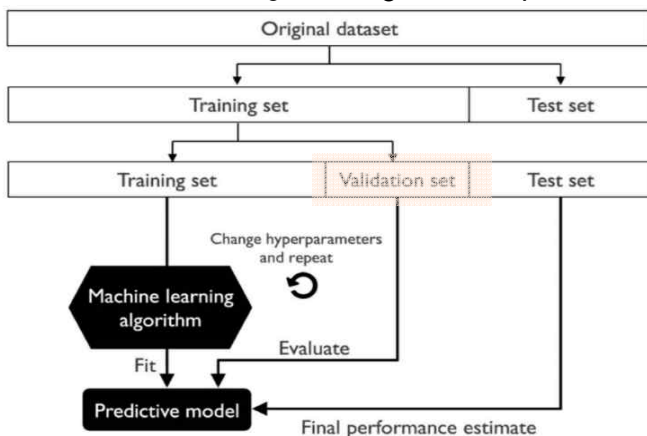 Original dataset
Training set Test set
Training set Validation set Test set
Change hyperparameters
and repeat
Machine learning
algorithm
Fit
Evaluate
Predictive model
Final performance estimate